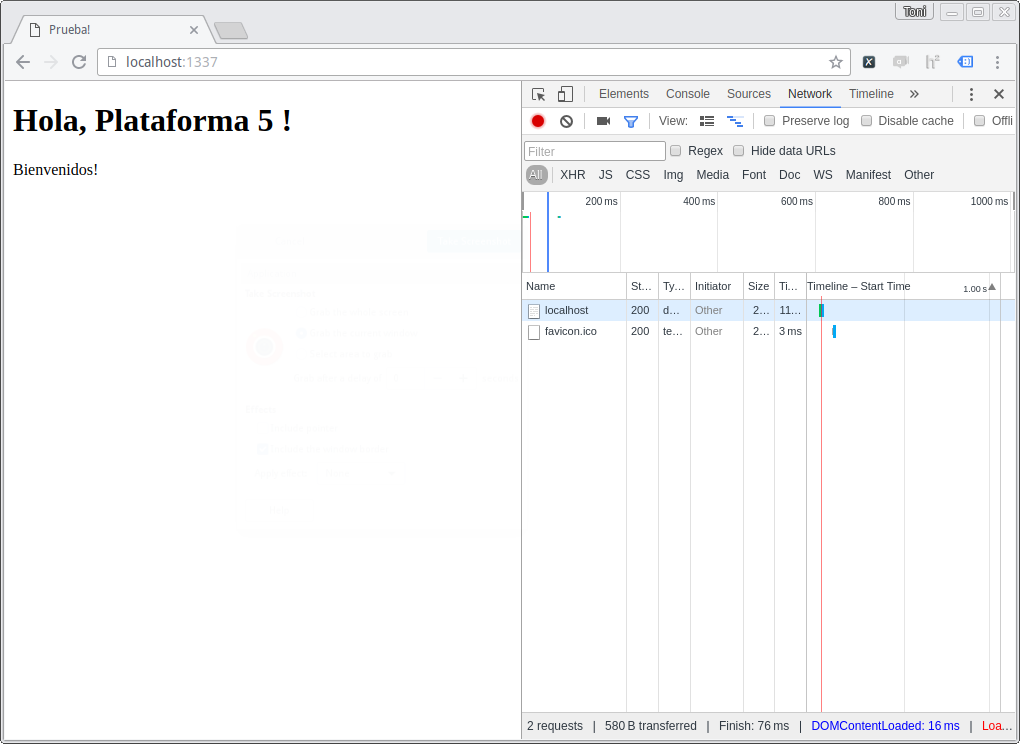 Toni
Prueba!
localhost:1337
Hola, Plataforma 5 !
Bienvenidos!
Elements Console Sources Network Timeline »
View: Preserve log Disable cache Offli
Filter Regex Hide data URLs
All XHR JS CSS Img Media Font Doc WS Manifest Other
200 ms 400 ms 600 ms 800 ms 1000 ms
Name St… Ty… Initiator Size Ti… Timeline – Start Time 1.00 s
localhost 200 d… Other 2… 11…
favicon.ico 200 te… Other 2… 3 ms
2 requests | 580 B transferred | Finish: 76 ms | DOMContentLoaded: 16 ms | Loa…